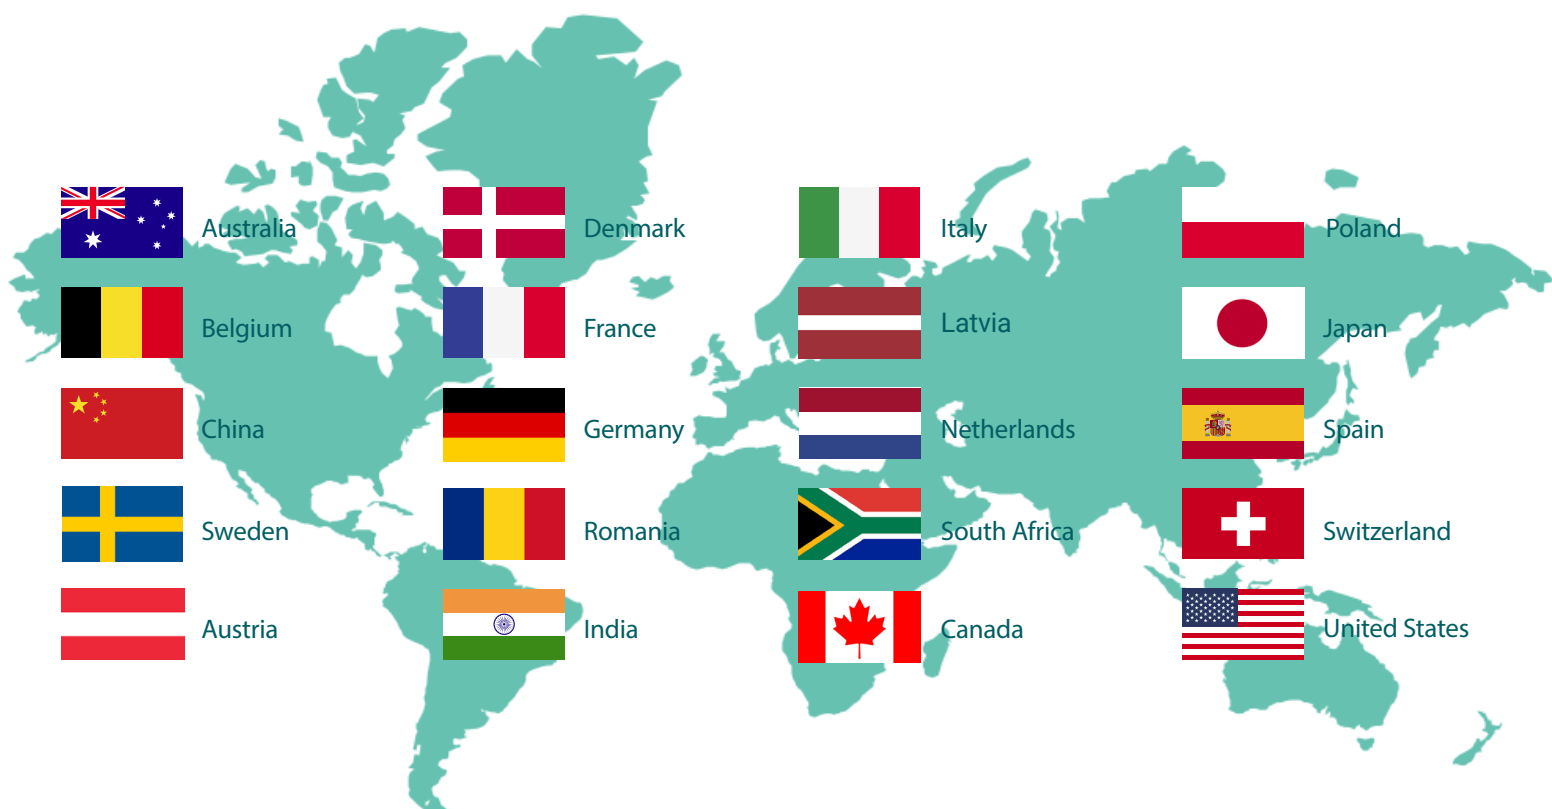 Australia
Denmark
Italy
Poland
Belgium
France
Latvia
Japan
China
Germany
Netherlands
Spain
Sweden
Romania
South Africa
Switzerland
Austria
India
Canada
United States